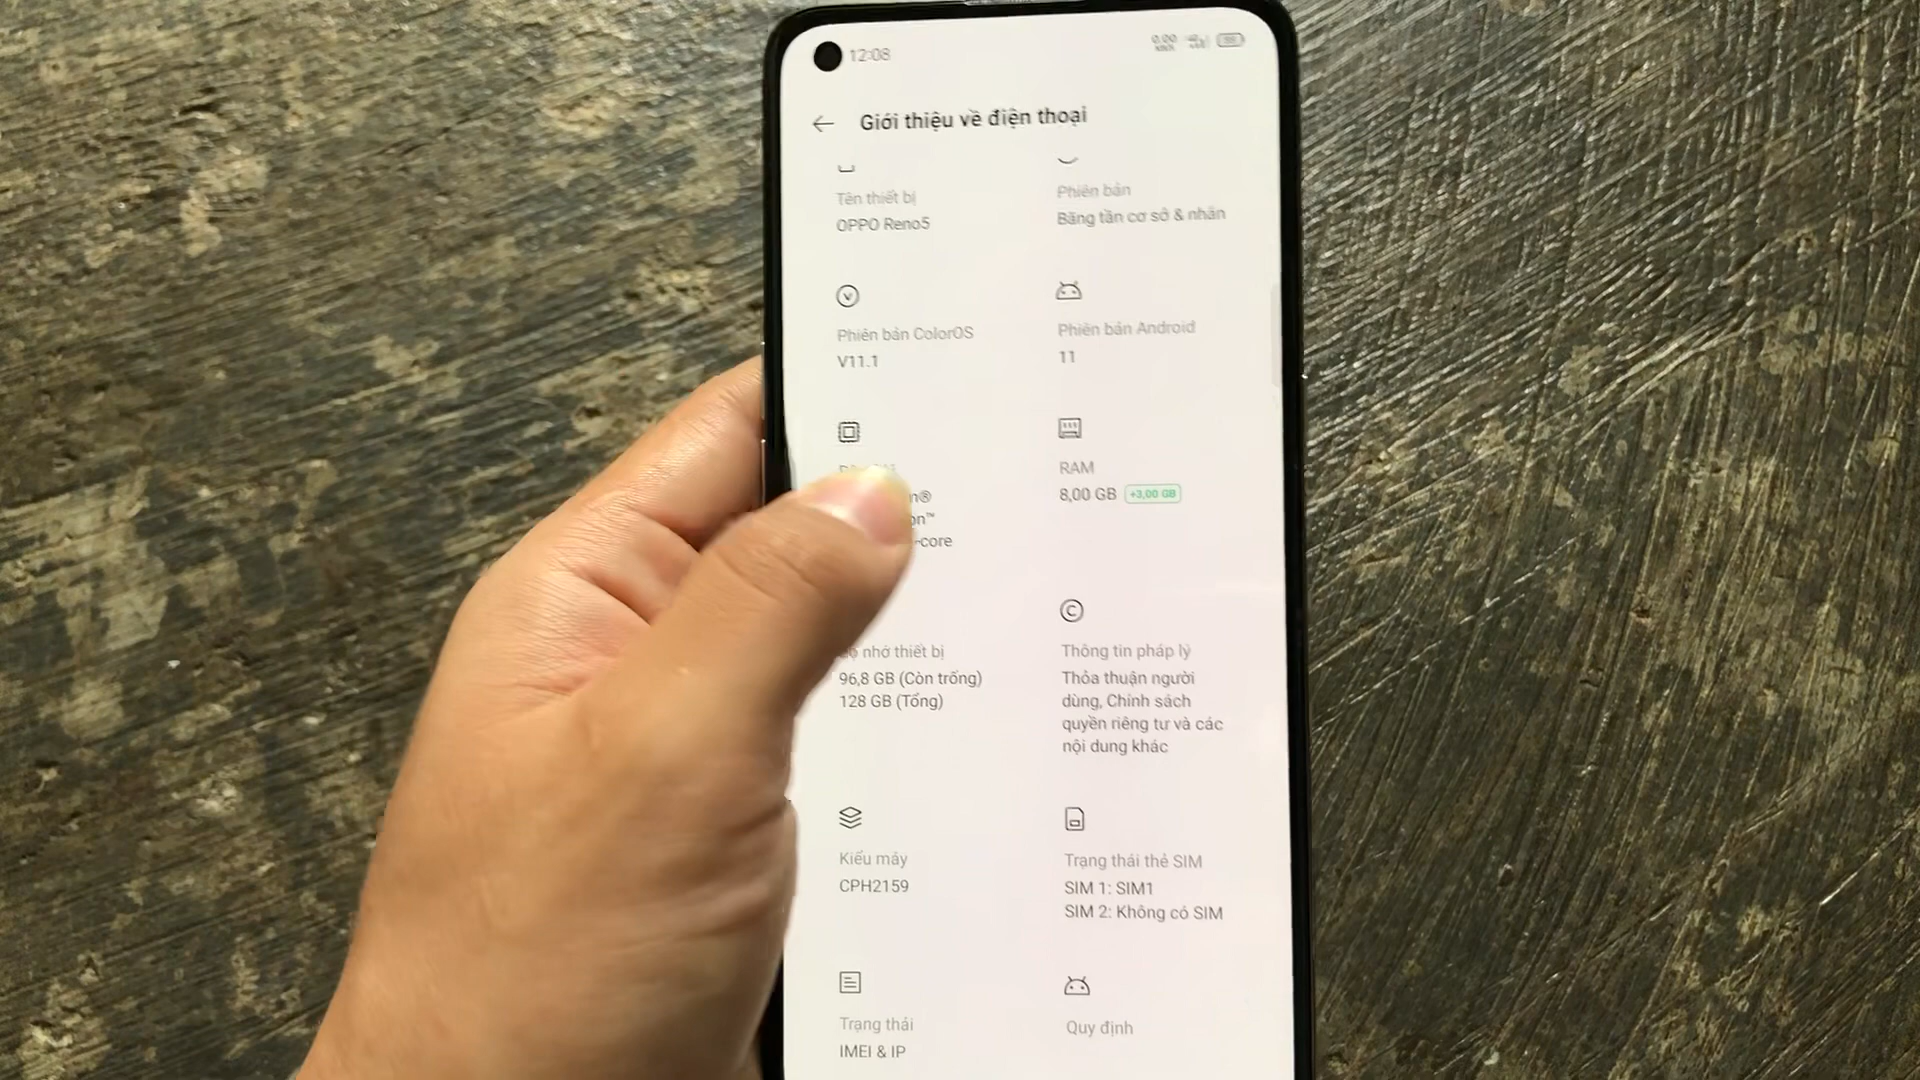 12:08
Giới thiệu về điện thoại
Tên thiết bị
OPPO Reno5
Phiên bản
Băng tần cơ sở & nhân
Phiên bản ColorOS
V11.1
Phiên bản Android
11
-core
RAM
8,00 GB +3,00 GB
nhớ thiết bị
96,8 GB (Còn trống)
128 GB (Tổng)
Thông tin pháp lý
Thỏa thuận người
dùng, Chính sách
quyền riêng tư và các
nội dung khác
Kiểu máy
CPH2159
Trạng thái thẻ SIM
SIM 1: SIM1
SIM 2: Không có SIM
Trạng thái
IMEI & IP
Quy định